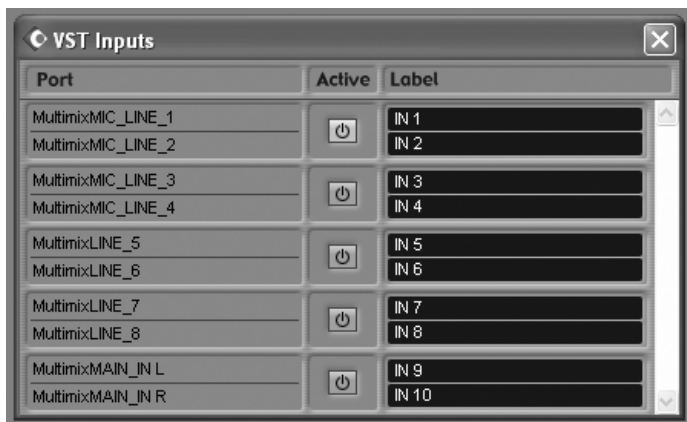 VST Inputs
Port Active Label
MultimixMIC_LINE_1 IN 1
MultimixMIC_LINE_2 IN 2
MultimixMIC_LINE_3 IN 3
MultimixMIC_LINE_4 IN 4
MultimixLINE_5 IN 5
MultimixLINE_6 IN 6
MultimixLINE_7 IN 7
MultimixLINE_8 IN 8
MultimixMAIN_IN L IN 9
MultimixMAIN_IN R IN 10